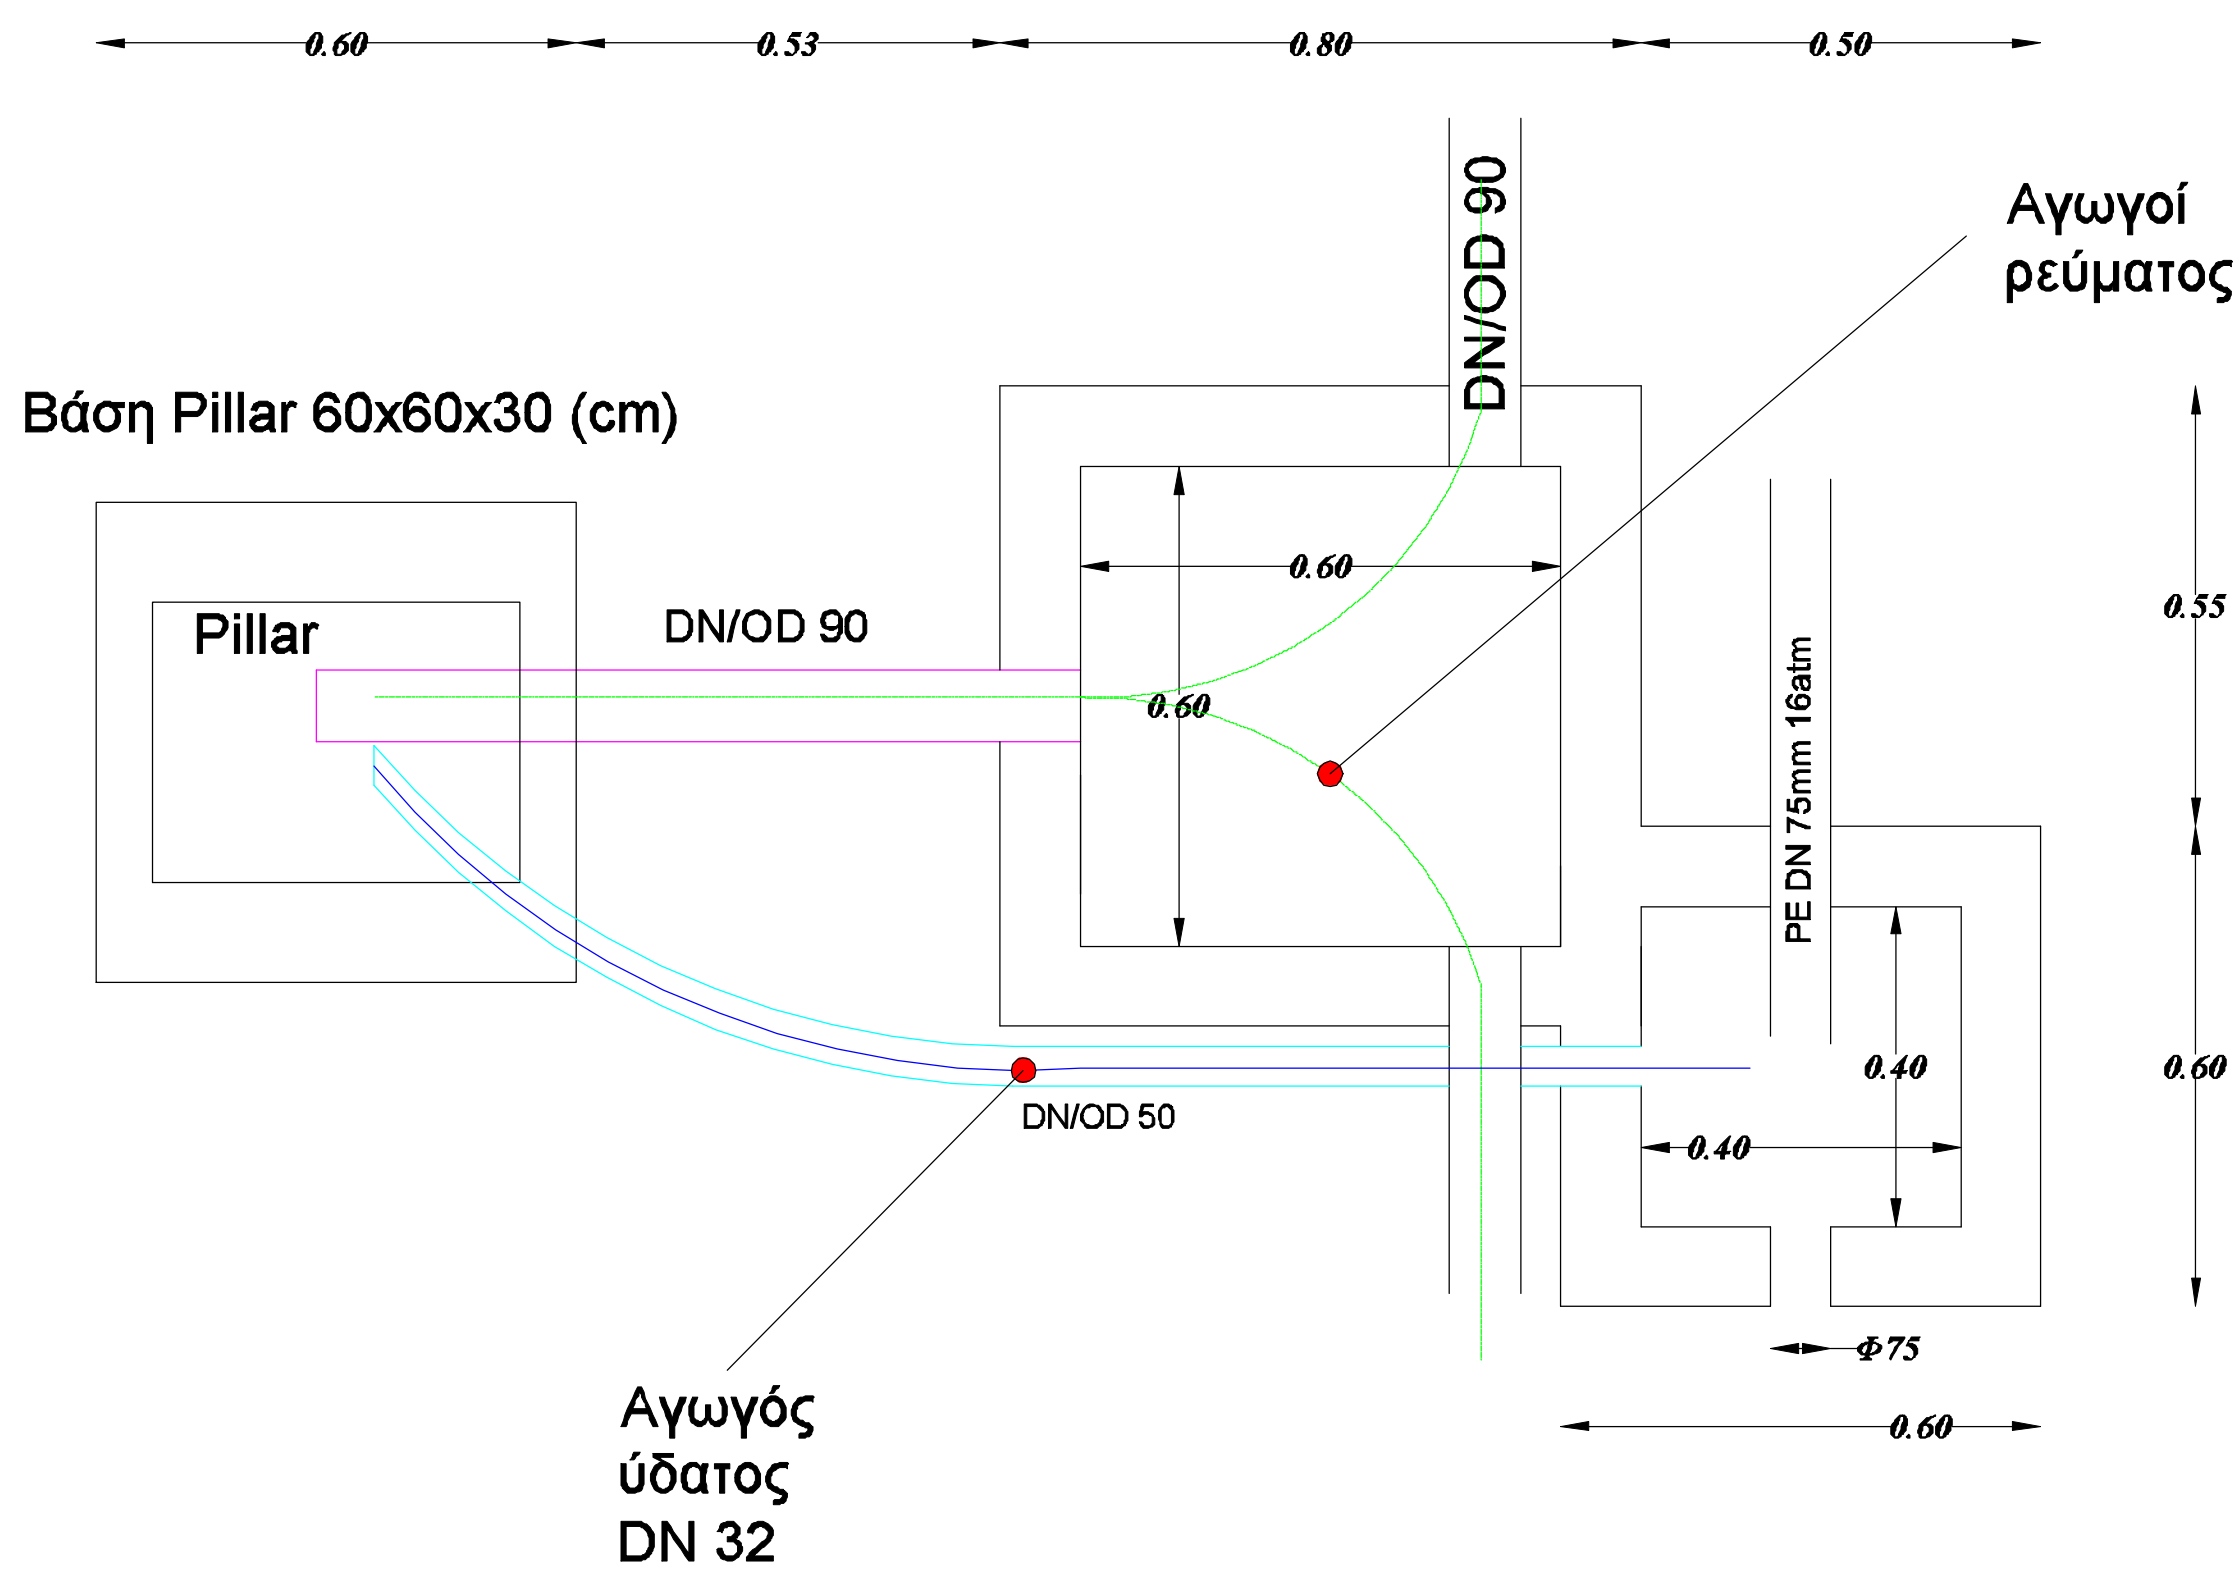 0.60
0.53
0.80
0.50
DN/OD 90
Αγωγοί
ρεύματος
Βάση Pillar 60x60x30 (cm)
0.60
0.55
Pillar
DN/OD 90
0.60
PE DN 75mm 16atm
0.40
0.60
DN/OD 50
0.40
Φ75
Αγωγός
ύδατος
DN 32
0.60